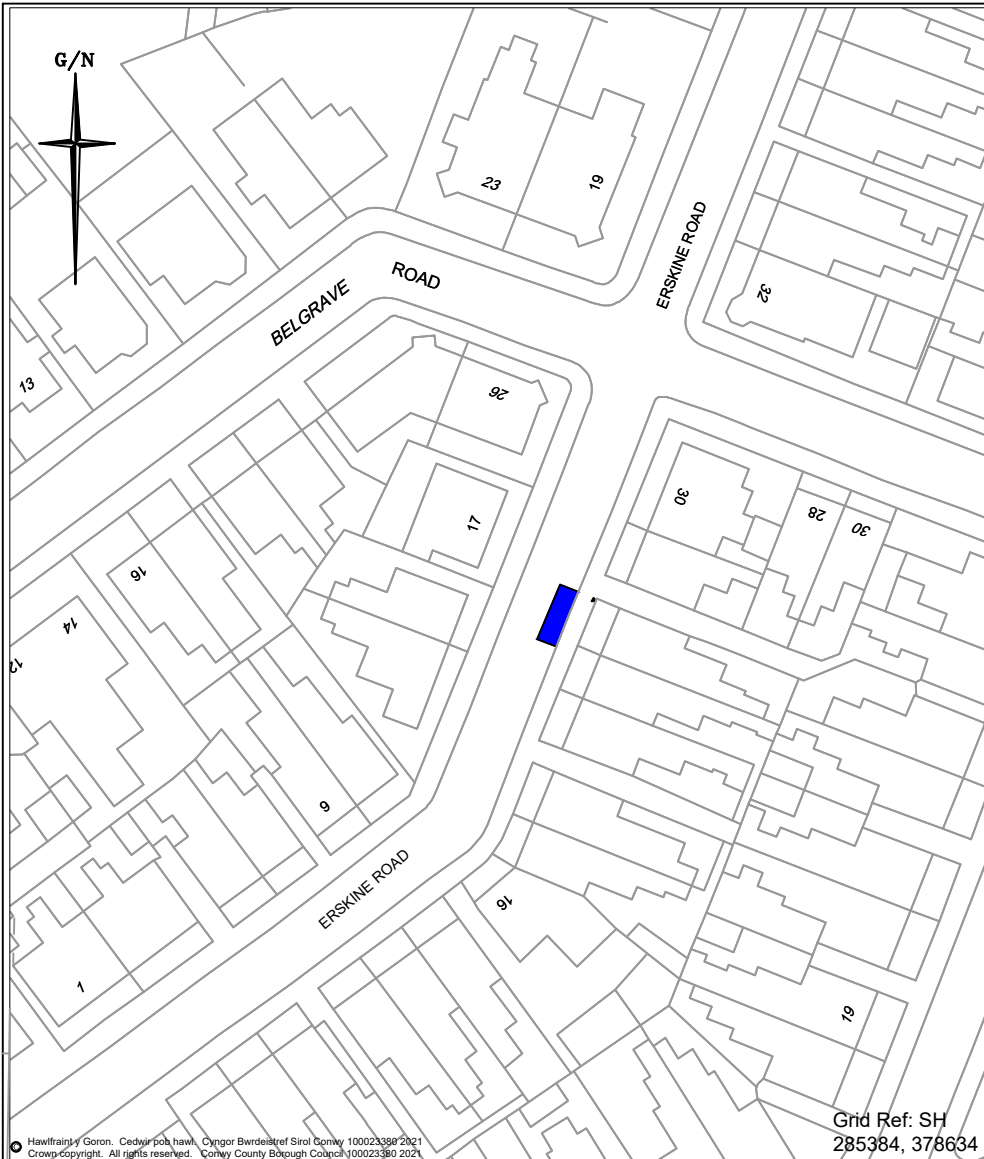 G/N
23
19
ERSKINE ROAD
ROAD
BELGRAVE
32
13
26
17
30
28
30
16
14
12
9
ERSKINE ROAD
16
1
19
Grid Ref: SH
285384, 378634
© Hawlfraint y Goron. Cedwir pob hawl. Cyngor Bwrdeistref Sirol Conwy 100023380 2021
Crown copyright. All rights reserved. Conwy County Borough Council 100023380 2021